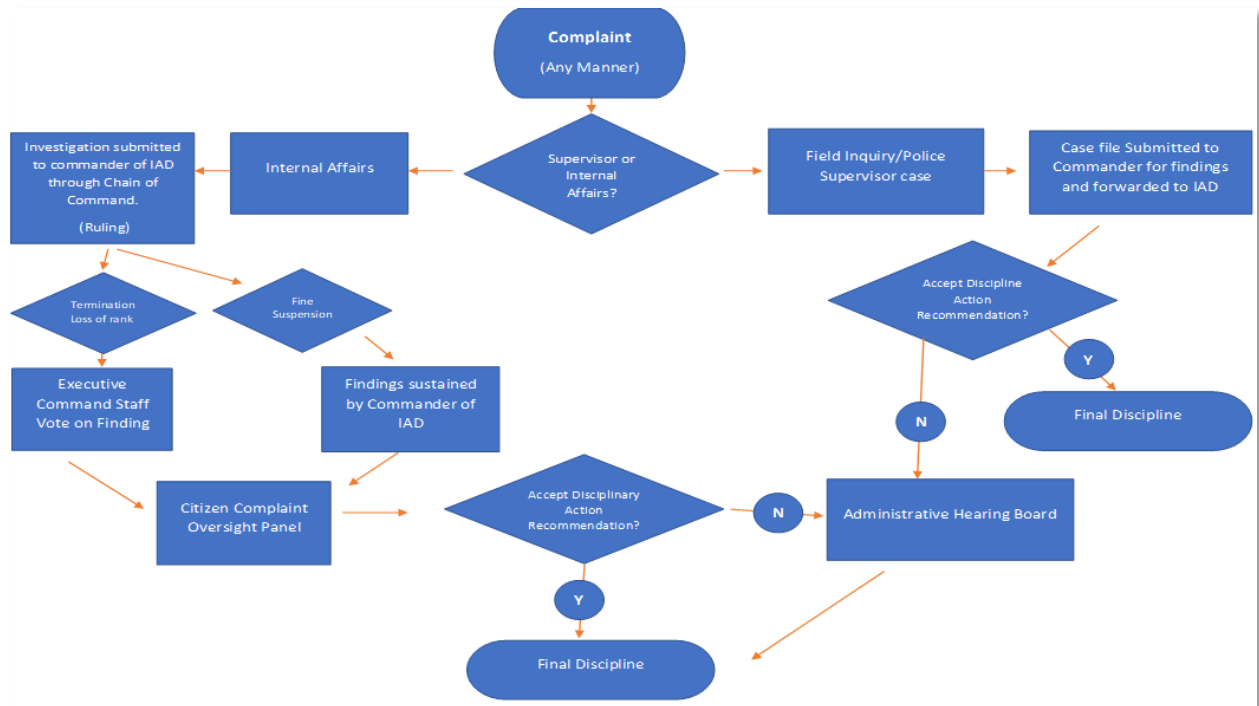 Complaint
(Any Manner)
Investigation submitted
to commander of IAD
through Chain of
Command.
(Ruling)
Internal Affairs
Supervisor or
Internal
Affairs?
Field Inquiry/Police
Supervisor case
Case file Submitted to
Commander for findings
and forwarded to IAD
Termination
Loss of rank
Fine
Suspension
Accept Discipline
Action
Recommendation?
Y
Final Discipline
N
Executive
Command Staff
Vote on Finding
Findings sustained
by Commander of
IAD
Citizen Complaint
Oversight Panel
Accept Disciplinary
Action
Recommendation?
N
Administrative Hearing Board
Y
Final Discipline